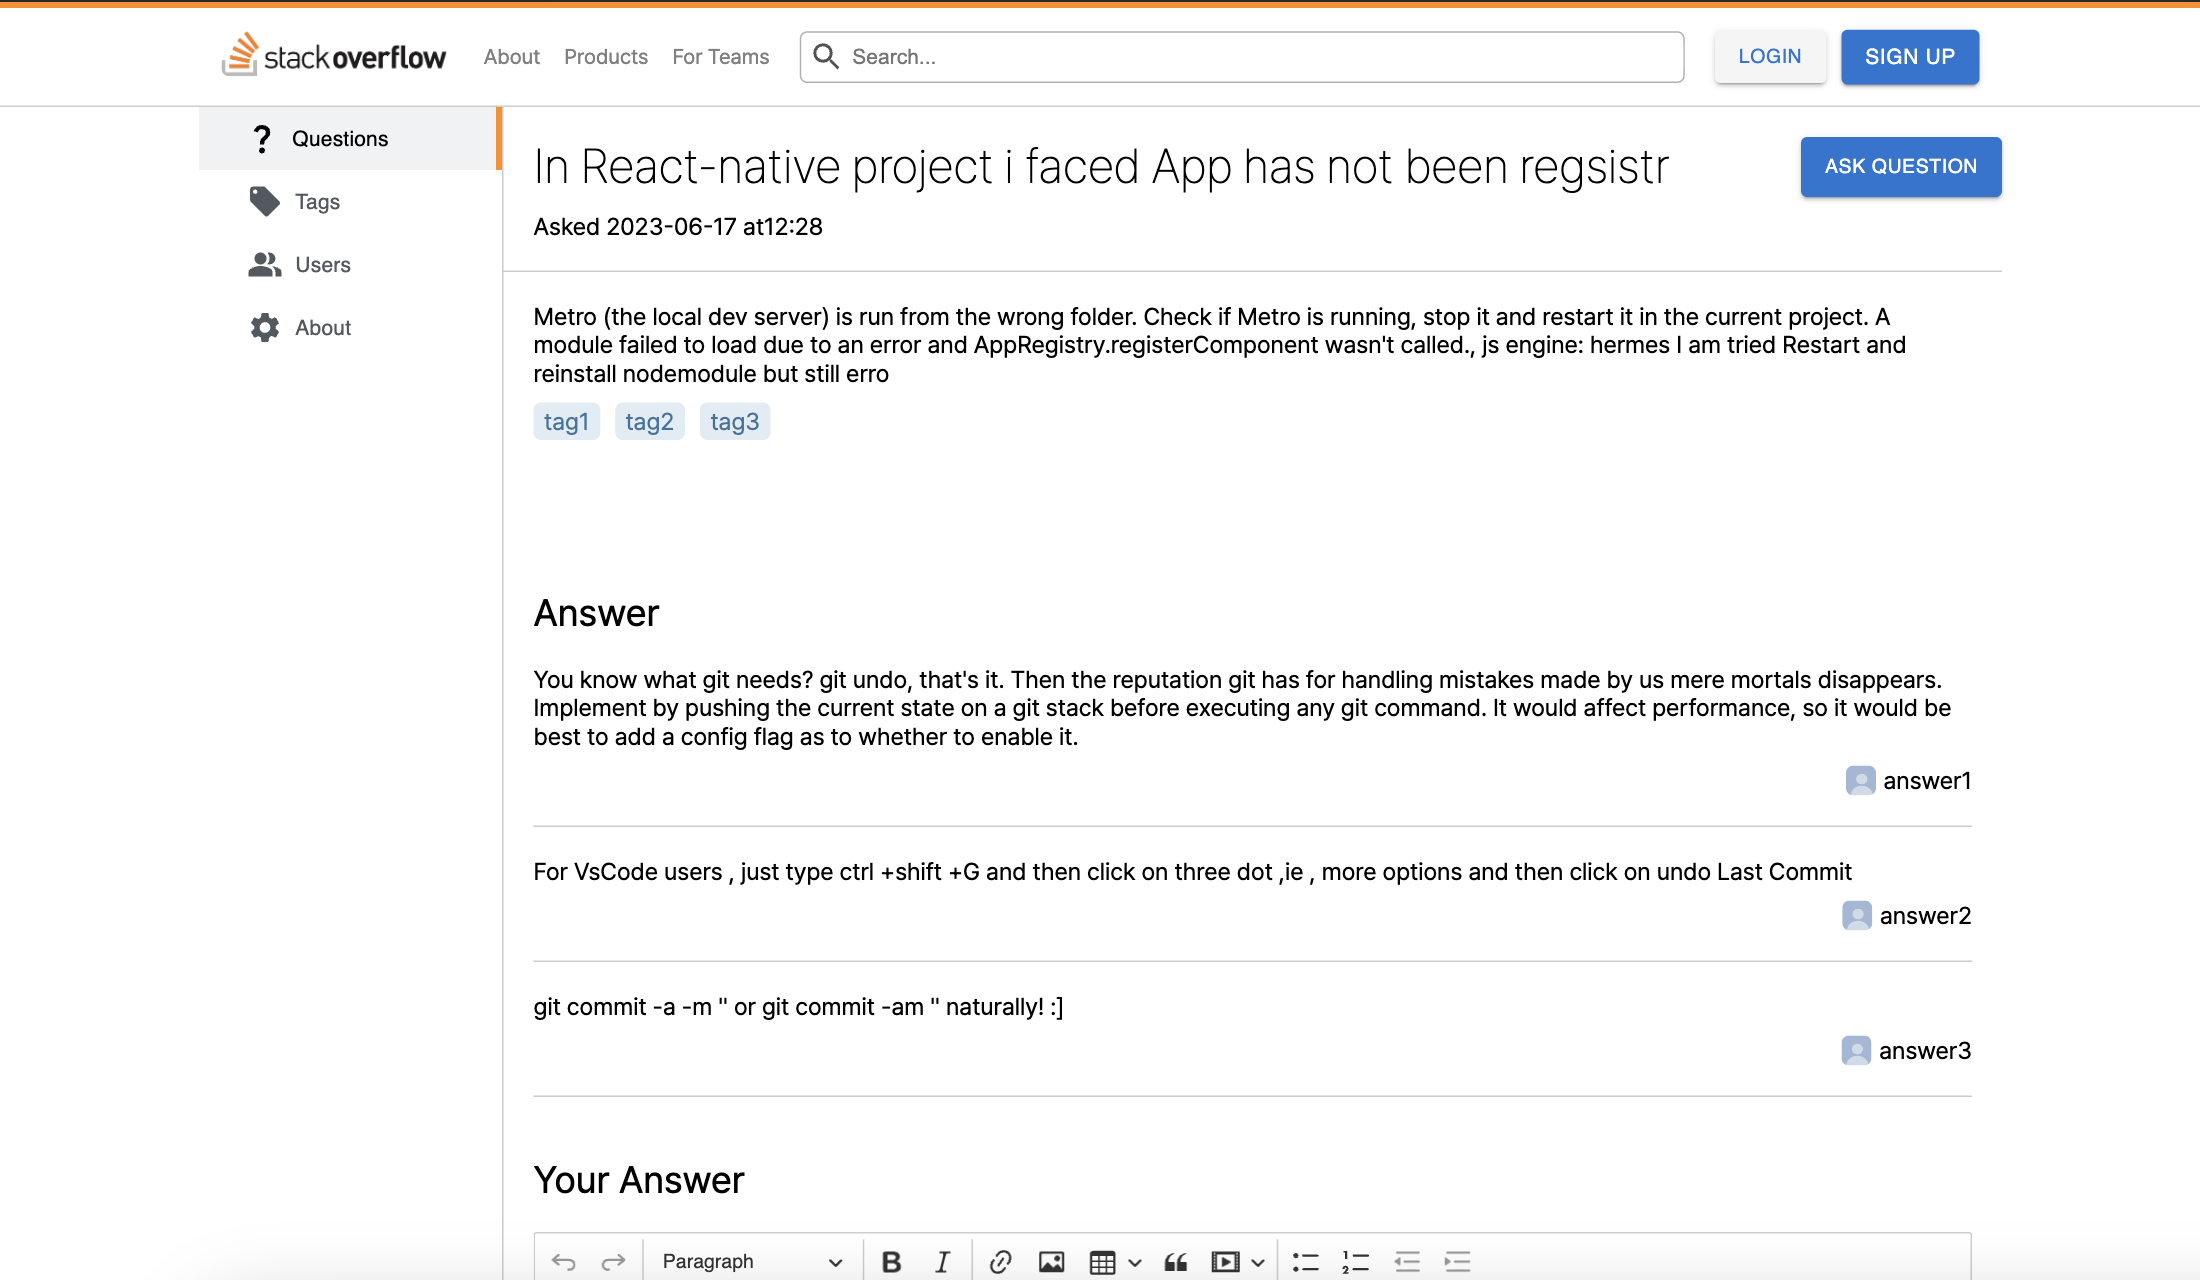 stackoverflow About Products For Teams Search... LOGIN SIGN UP
Questions
Tags
Users
About
In React-native project i faced App has not been regsistr
ASK QUESTION
Asked 2023-06-17 at12:28
Metro (the local dev server) is run from the wrong folder. Check if Metro is running, stop it and restart it in the current project. A
module failed to load due to an error and AppRegistry.registerComponent wasn't called., js engine: hermes I am tried Restart and
reinstall nodemodule but still erro
tag1 tag2 tag3
Answer
You know what git needs? git undo, that's it. Then the reputation git has for handling mistakes made by us mere mortals disappears.
Implement by pushing the current state on a git stack before executing any git command. It would affect performance, so it would be
best to add a config flag as to whether to enable it.
answer1
For VsCode users , just type ctrl +shift +G and then click on three dot ,ie , more options and then click on undo Last Commit
answer2
git commit -a -m " or git commit -am " naturally! :]
answer3
Your Answer
Paragraph